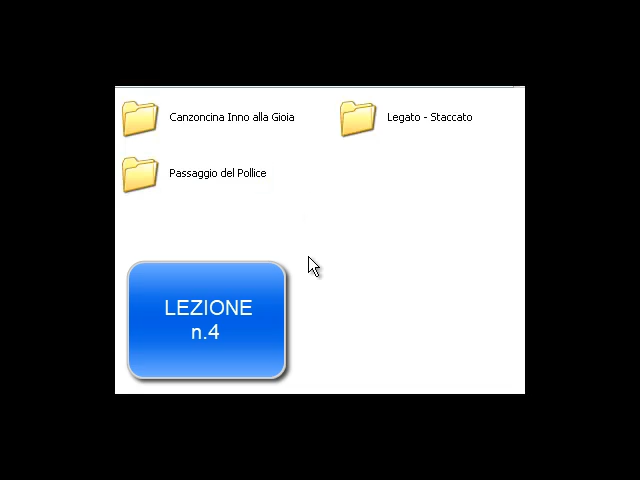 Canzoncina Inno alla Gioia
Legato - Staccato
Passaggio del Pollice
LEZIONE
n.4